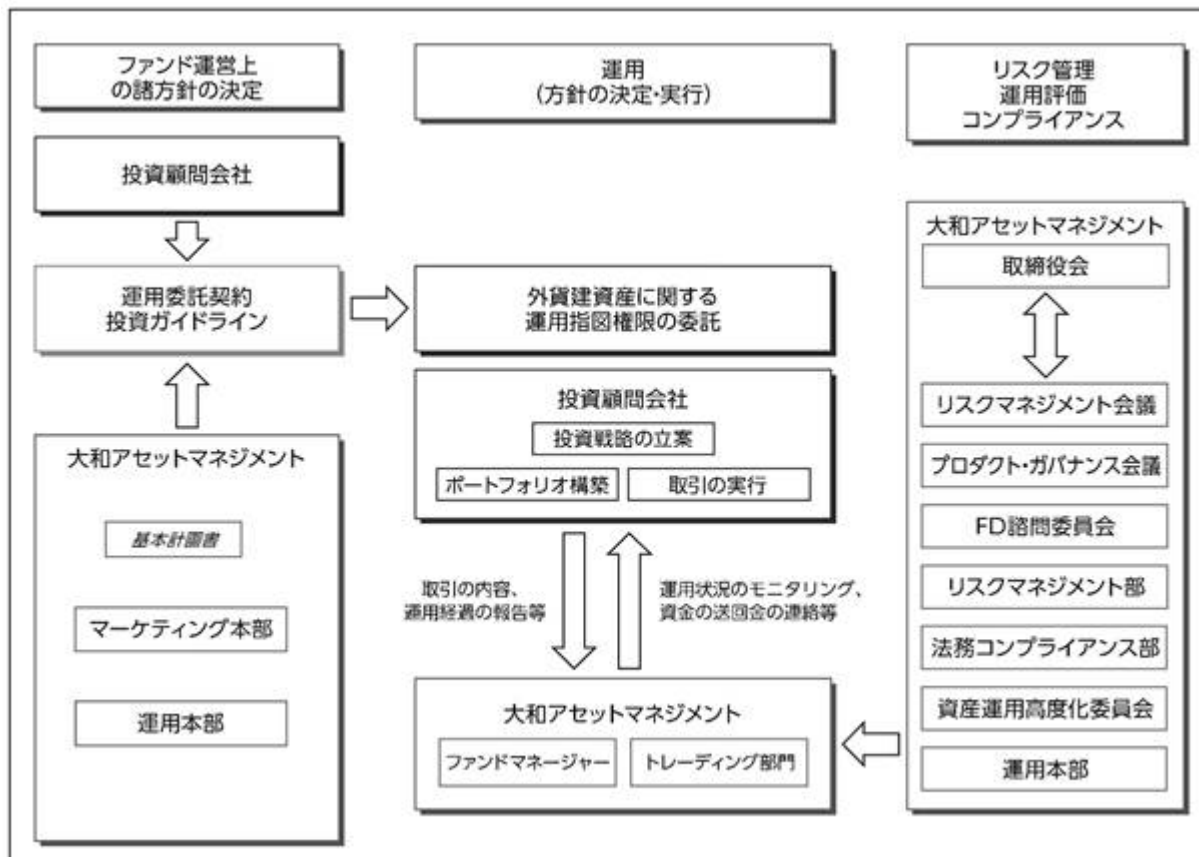 ファンド運営上
の諸方針の決定
運用
(方針の決定・実行)
リスク管理
運用評価
コンプライアンス
投資顧問会社
運用委託契約
投資ガイドライン
大和アセットマネジメント
基本計画書
マーケティング本部
運用本部
外貨建資産に関する
運用指図権限の委託
投資顧問会社
投資戦略の立案
ポートフォリオ構築
取引の実行
取引の内容、
運用経過の報告等
運用状況のモニタリング、
資金の送回金の連絡等
大和アセットマネジメント
ファンドマネージャー
トレーディング部門
大和アセットマネジメント
取締役会
リスクマネジメント会議
プロダクト・ガバナンス会議
FD諮問委員会
リスクマネジメント部
法務コンプライアンス部
資産運用高度化委員会
運用本部